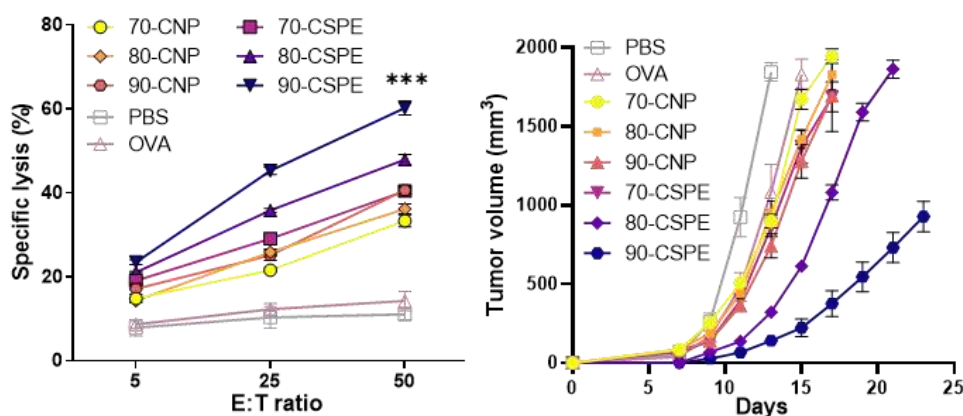 80
60
40
20
0
Specific lysis (%)
70-CNP
80-CNP
90-CNP
PBS
OVA
70-CSPE
80-CSPE
90-CSPE
***
5
25
50
E:T ratio
2000
1500
1000
500
0
Tumor volume (mm³)
PBS
OVA
70-CNP
80-CNP
90-CNP
70-CSPE
80-CSPE
90-CSPE
0
5
10
15
20
25
Days